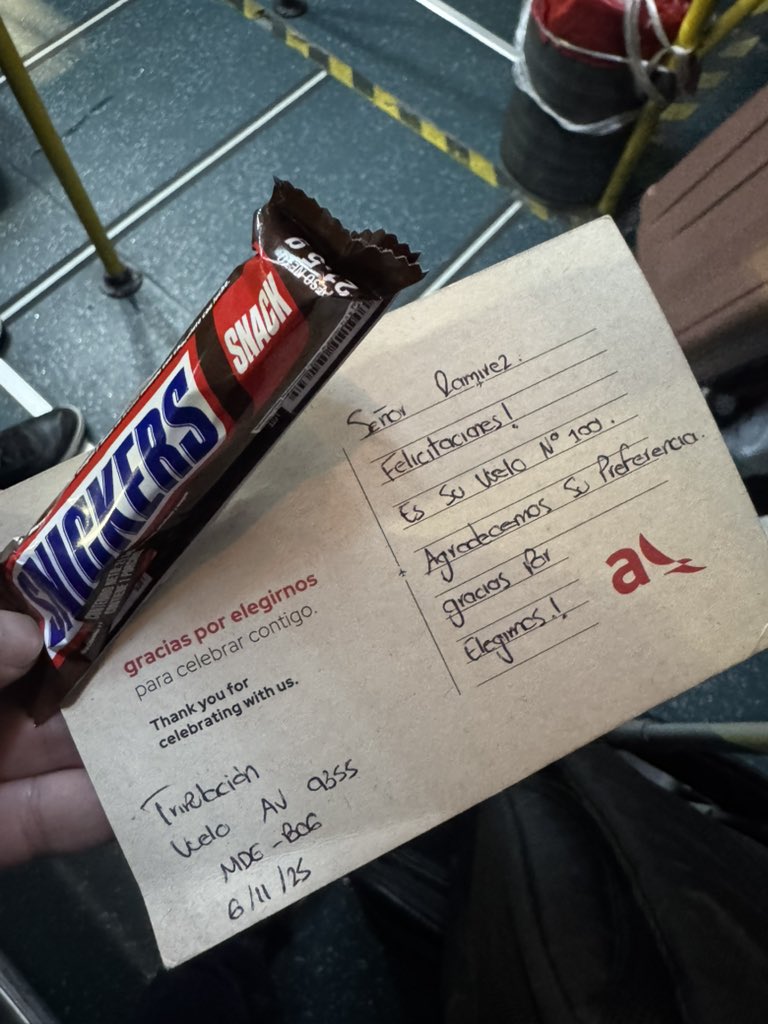 SNICKERS
SNACK
Señor Ramirez.
Felicitaciones!
Es su vuelo N° 100.
Agradecemos su Preferencia.
gracias por
Elegirnos!
gracias por elegirnos
para celebrar contigo.
Thank you for
celebrating with us.
Tripulación
Vuelo AV 9355
MDE - BOG
6/11/25